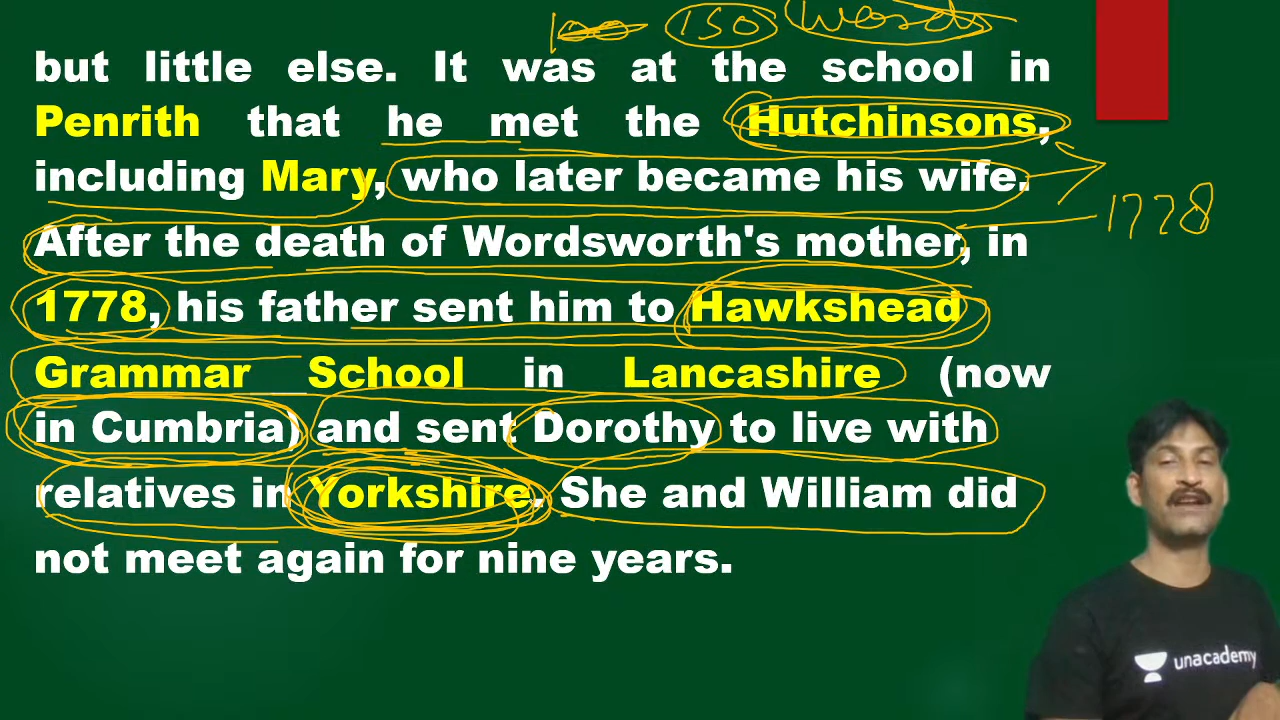 150 Words
but little else. It was at the school in
Penrith that he met the Hutchinsons,
including Mary, who later became his wife.
1778
After the death of Wordsworth's mother, in
1778, his father sent him to Hawkshead
Grammar School in Lancashire (now
in Cumbria) and sent Dorothy to live with
relatives in Yorkshire. She and William did
not meet again for nine years.
unacademy